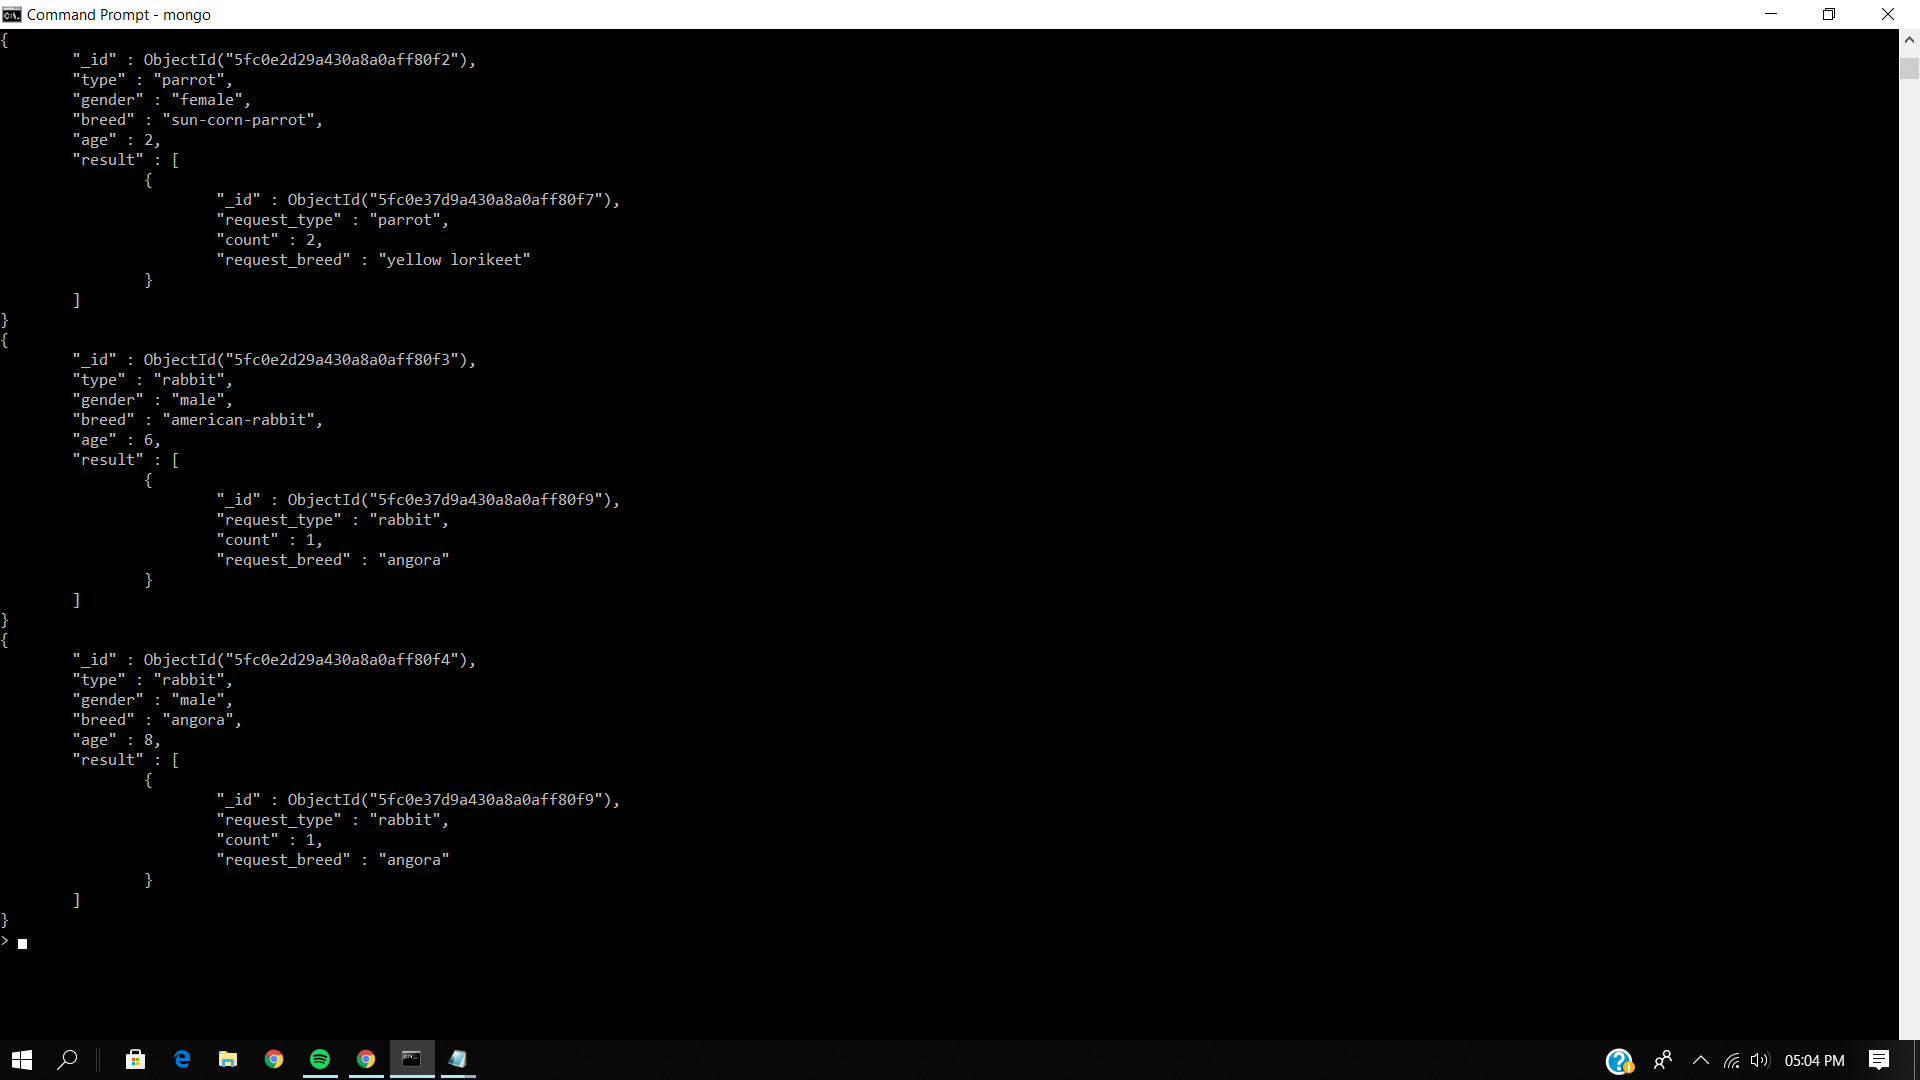 Command Prompt - mongo
{
"_id" : ObjectId("5fc0e2d29a430a8a0aff80f2"),
"type" : "parrot",
"gender" : "female",
"breed" : "sun-corn-parrot",
"age" : 2,
"result" : [
{
"_id" : ObjectId("5fc0e37d9a430a8a0aff80f7"),
"request_type" : "parrot",
"count" : 2,
"request_breed" : "yellow lorikeet"
}
]
}
{
"_id" : ObjectId("5fc0e2d29a430a8a0aff80f3"),
"type" : "rabbit",
"gender" : "male",
"breed" : "american-rabbit",
"age" : 6,
"result" : [
{
"_id" : ObjectId("5fc0e37d9a430a8a0aff80f9"),
"request_type" : "rabbit",
"count" : 1,
"request_breed" : "angora"
}
]
}
{
"_id" : ObjectId("5fc0e2d29a430a8a0aff80f4"),
"type" : "rabbit",
"gender" : "male",
"breed" : "angora",
"age" : 8,
"result" : [
{
"_id" : ObjectId("5fc0e37d9a430a8a0aff80f9"),
"request_type" : "rabbit",
"count" : 1,
"request_breed" : "angora"
}
]
}
>
05:04 PM